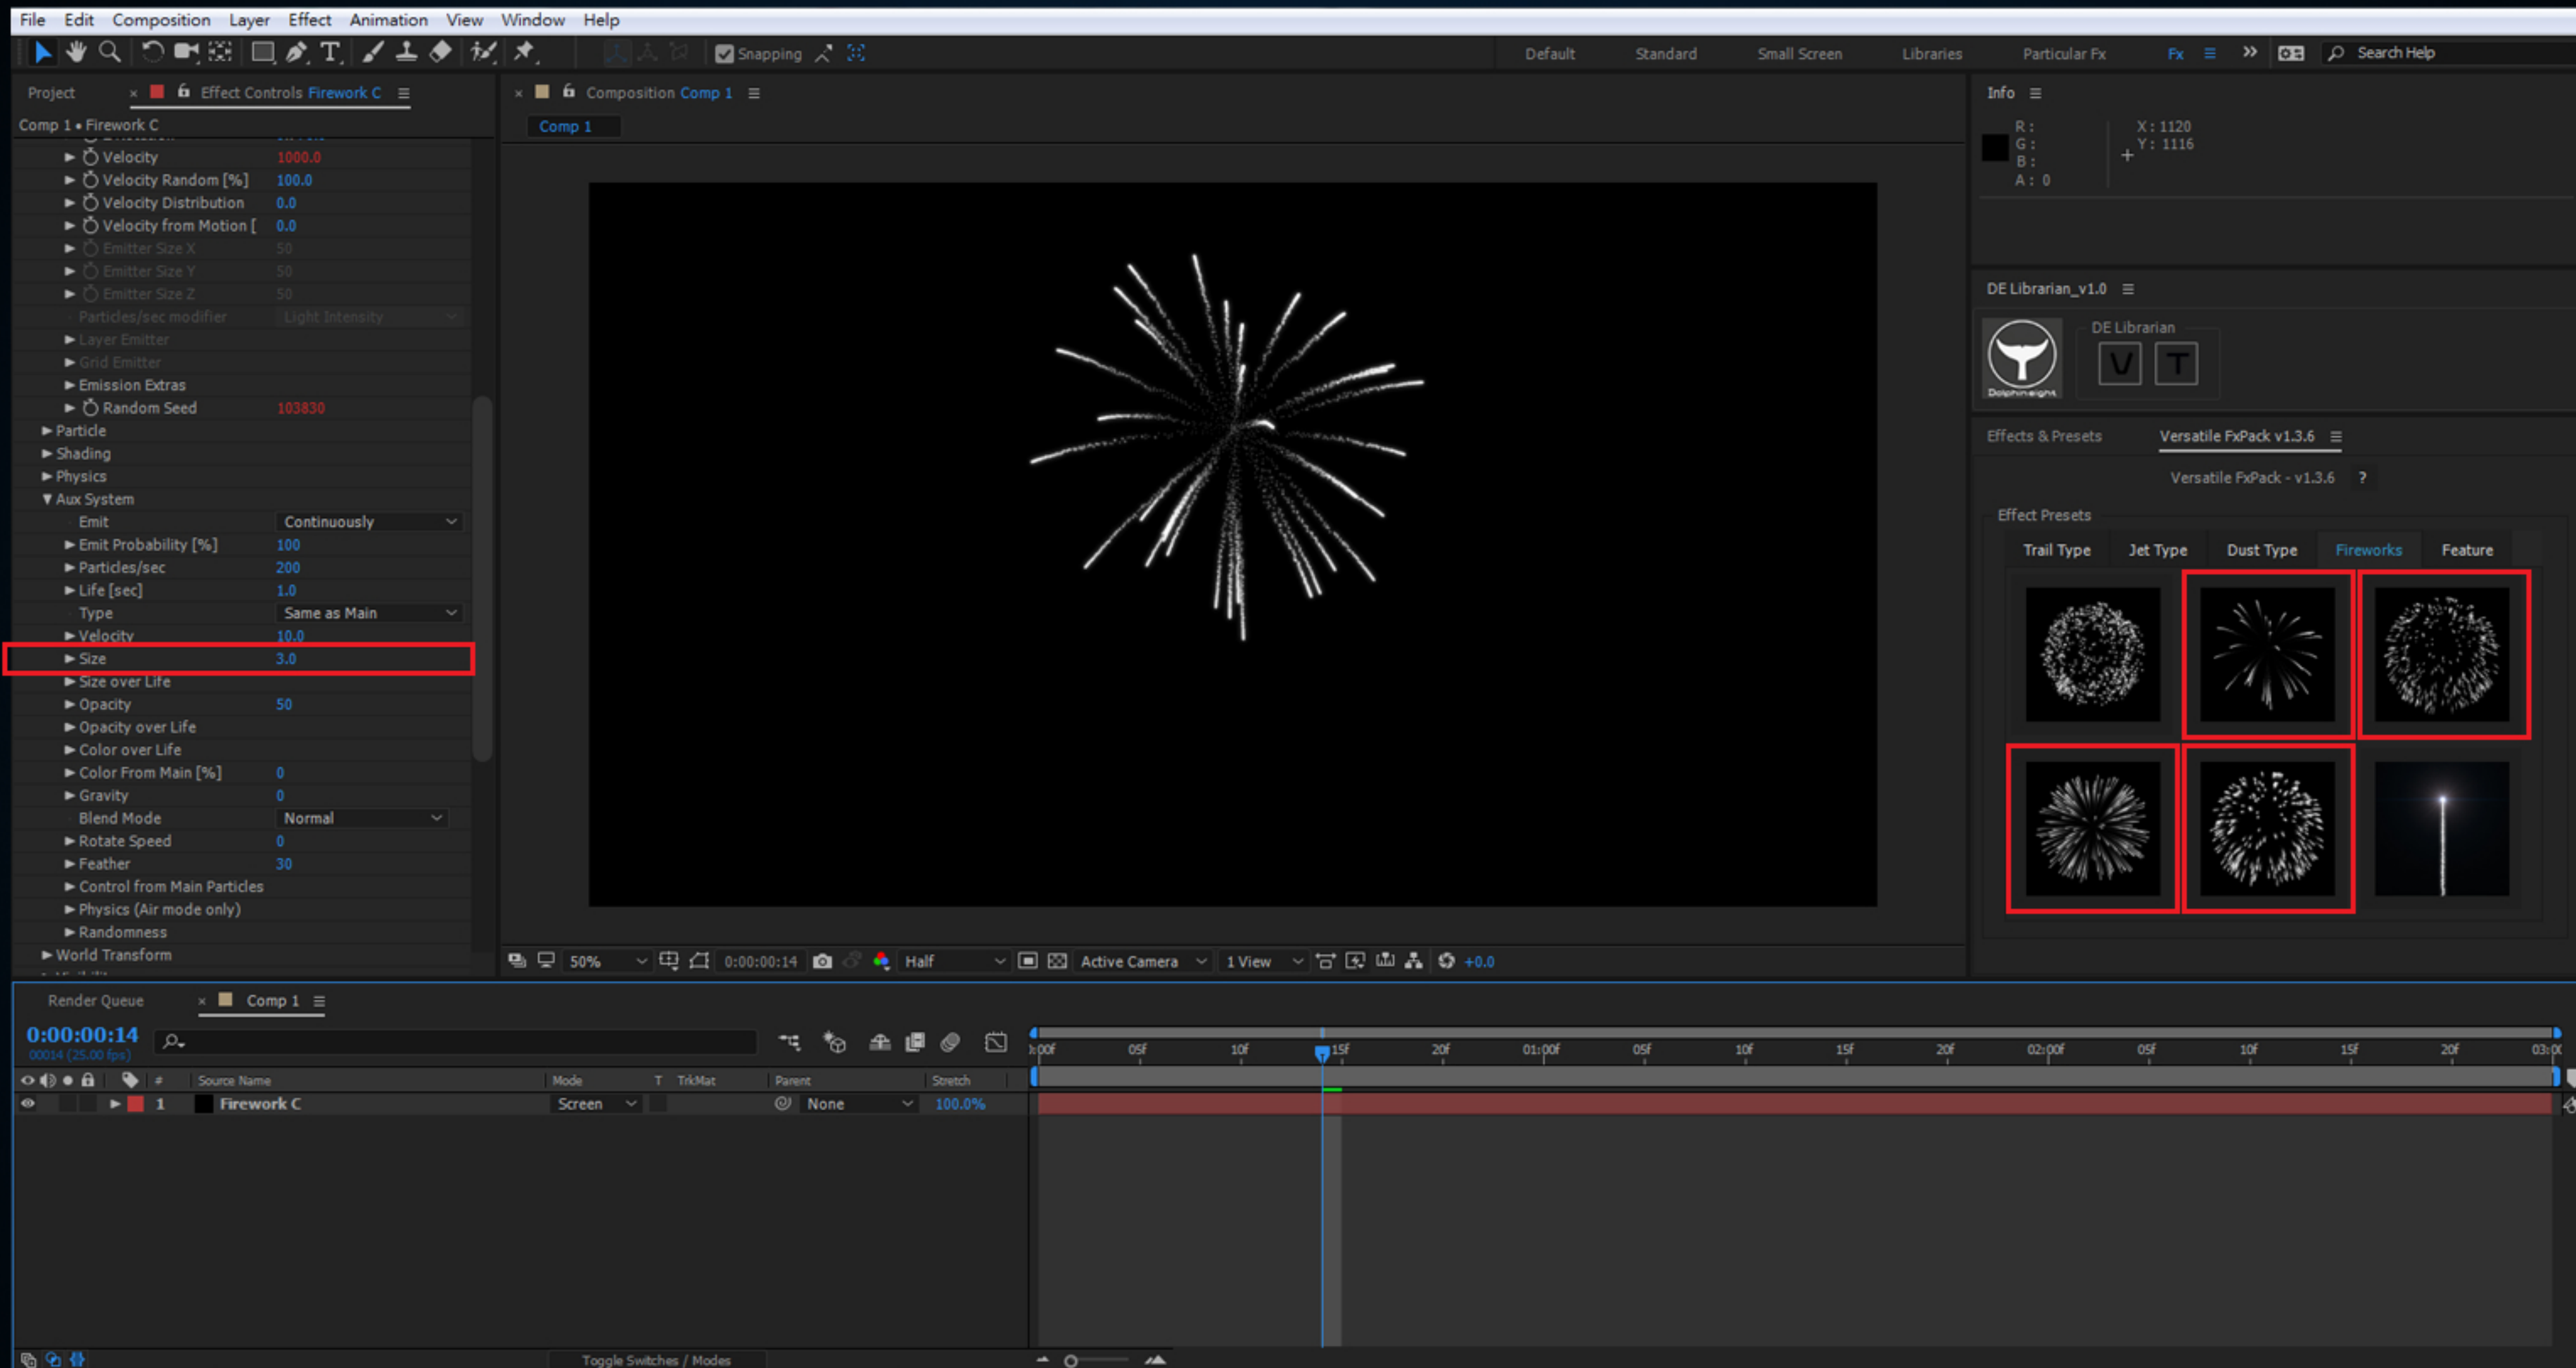 File Edit Composition Layer Effect Animation View Window Help
Snapping Default Standard Small Screen Libraries Particular Fx Fx Search Help
Project Effect Controls Firework C
Comp 1 • Firework C
Velocity 1000.0
Velocity Random [%] 100.0
Velocity Distribution 0.0
Velocity from Motion [ 0.0
Emitter Size X 50
Emitter Size Y 50
Emitter Size Z 50
Particles/sec modifier Light Intensity
Layer Emitter
Grid Emitter
Emission Extras
Random Seed 103830
Particle
Shading
Physics
Aux System
Emit Continuously
Emit Probability [%] 100
Particles/sec 200
Life [sec] 1.0
Type Same as Main
Velocity 10.0
Size 3.0
Size over Life
Opacity 50
Opacity over Life
Color over Life
Color From Main [%] 0
Gravity 0
Blend Mode Normal
Rotate Speed 0
Feather 30
Control from Main Particles
Physics (Air mode only)
Randomness
World Transform
Composition Comp 1
Comp 1
50% 0:00:00:14 Half Active Camera 1 View +0.0
Info
R: X: 1120
G: Y: 1116
B:
A: 0
DE Librarian_v1.0
DE Librarian
V T
Dolphineight
Effects & Presets Versatile FxPack v1.3.6
Versatile FxPack - v1.3.6 ?
Effect Presets
Trail Type Jet Type Dust Type Fireworks Feature
Render Queue Comp 1
0:00:00:14
00014 (25.00 fps)
:00f 05f 10f 15f 20f 01:00f 05f 10f 15f 20f 02:00f 05f 10f 15f 20f 03:00
# Source Name Mode T TrkMat Parent Stretch
1 Firework C Screen None 100.0%
Toggle Switches / Modes